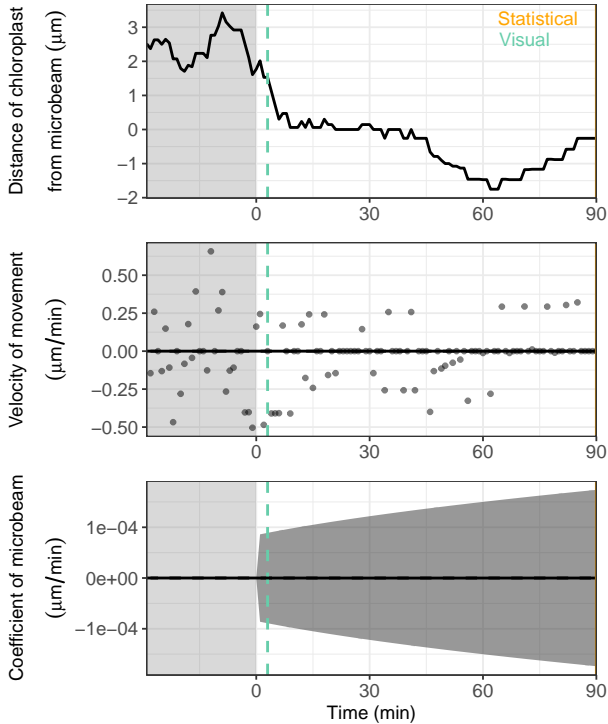 Distance of chloroplast
from microbeam (μm)
Statistical
Visual
3
2
1
0
−1
−2
0
30
60
90
Velocity of movement
(μm/min)
0.50
0.25
0.00
−0.25
−0.50
0
30
60
90
Coefficient of microbeam
(μm/min)
1e−04
0e+00
−1e−04
0
30
60
90
Time (min)